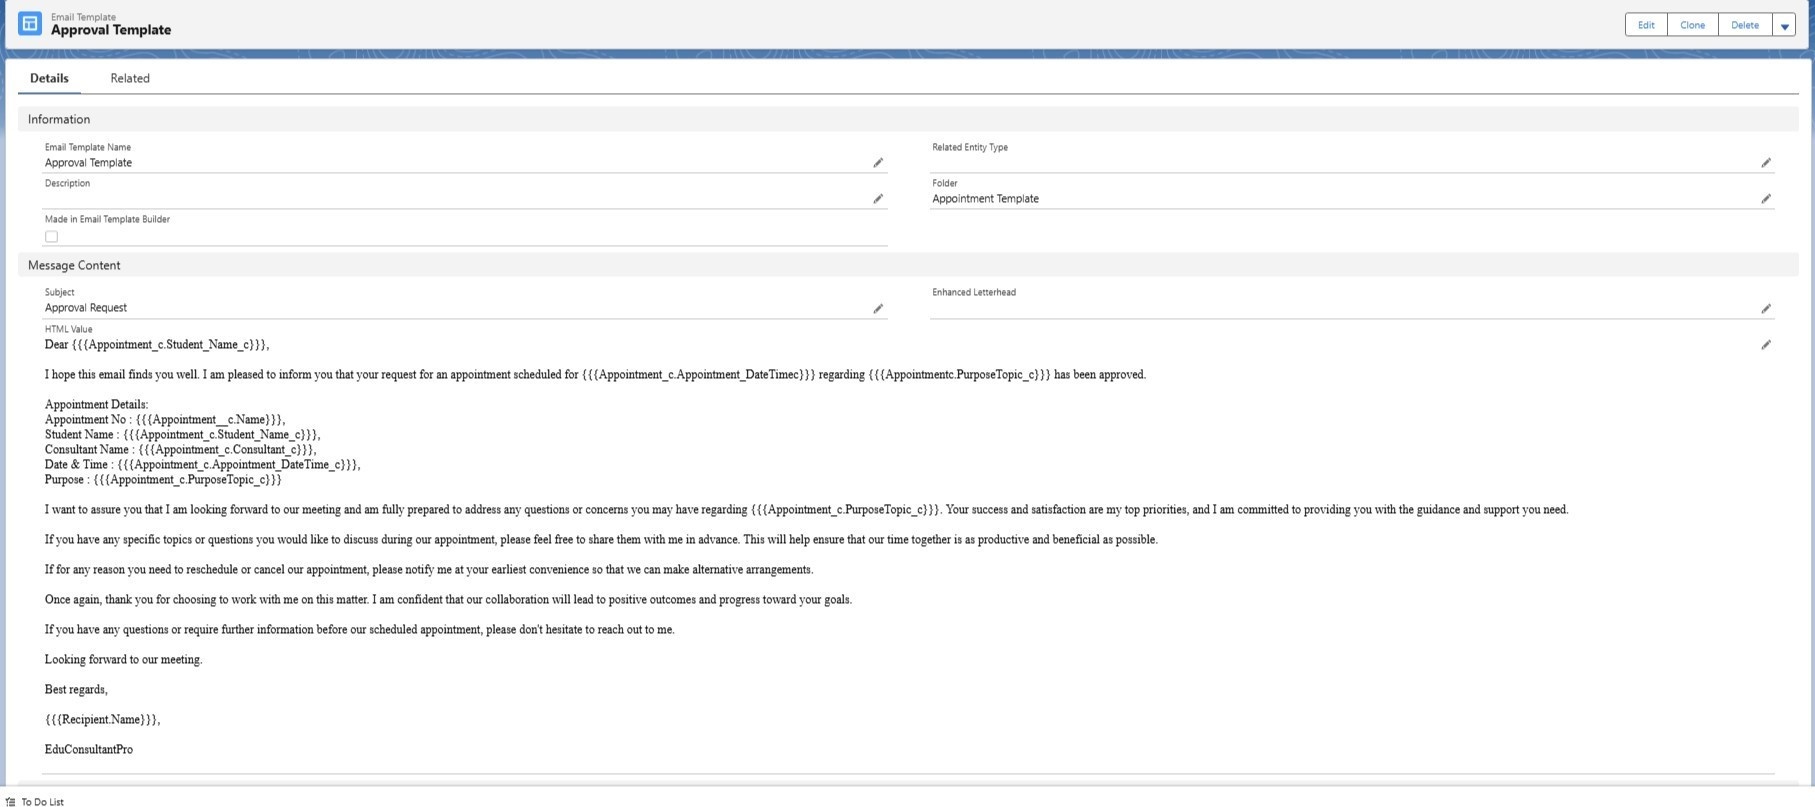 Email Template
Approval Template
Edit
Clone
Delete
Details
Related
Information
Email Template Name
Approval Template
Related Entity Type
Description
Folder
Appointment Template
Made in Email Template Builder
Message Content
Subject
Approval Request
Enhanced Letterhead
HTML Value
Dear {{{Appointment_c.Student_Name_c}}},
I hope this email finds you well. I am pleased to inform you that your request for an appointment scheduled for {{{Appointment_c.Appointment_DateTimec}}} regarding {{{Appointmentc.PurposeTopic_c}}} has been approved.
Appointment Details:
Appointment No : {{{Appointment__c.Name}}},
Student Name : {{{Appointment_c.Student_Name_c}}},
Consultant Name : {{{Appointment_c.Consultant_c}}},
Date & Time : {{{Appointment_c.Appointment_DateTime_c}}},
Purpose : {{{Appointment_c.PurposeTopic_c}}}
I want to assure you that I am looking forward to our meeting and am fully prepared to address any questions or concerns you may have regarding {{{Appointment_c.PurposeTopic_c}}}. Your success and satisfaction are my top priorities, and I am committed to providing you with the guidance and support you need.
If you have any specific topics or questions you would like to discuss during our appointment, please feel free to share them with me in advance. This will help ensure that our time together is as productive and beneficial as possible.
If for any reason you need to reschedule or cancel our appointment, please notify me at your earliest convenience so that we can make alternative arrangements.
Once again, thank you for choosing to work with me on this matter. I am confident that our collaboration will lead to positive outcomes and progress toward your goals.
If you have any questions or require further information before our scheduled appointment, please don't hesitate to reach out to me.
Looking forward to our meeting.
Best regards,
{{{Recipient.Name}}},
EduConsultantPro
To Do List